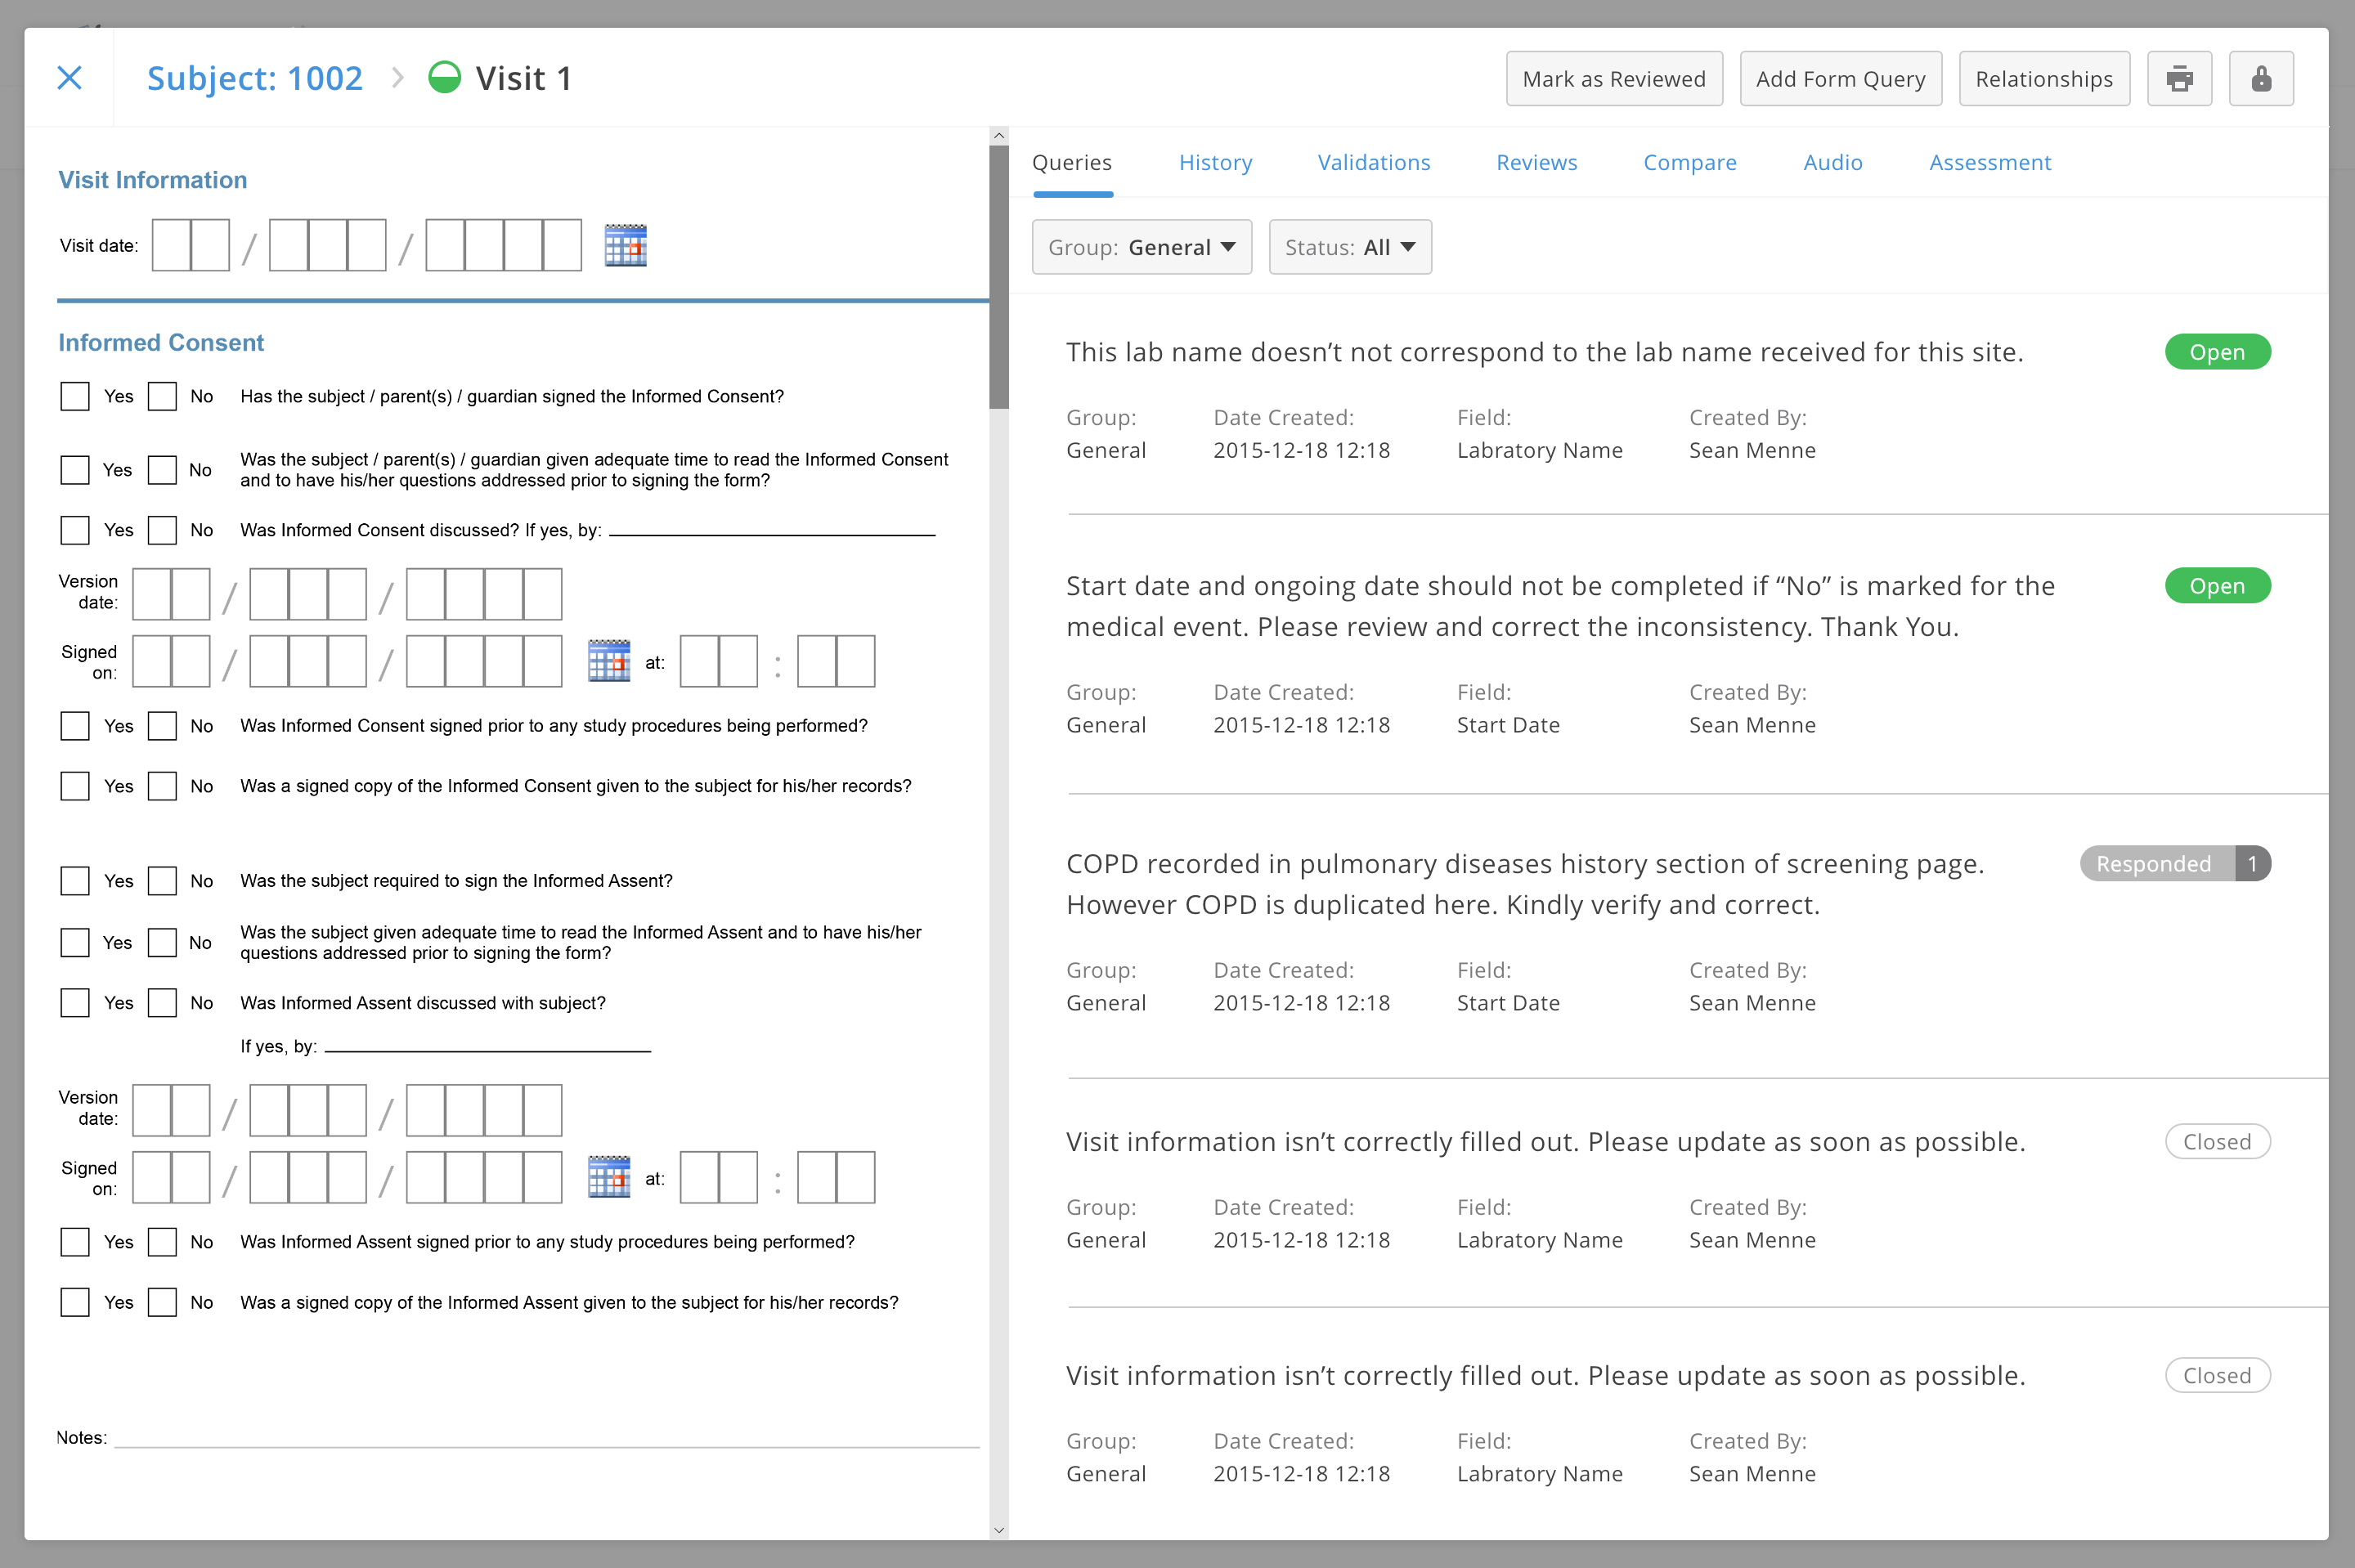 Subject: 1002 > Visit 1
Mark as Reviewed
Add Form Query
Relationships
Visit Information
Visit date: / /
Informed Consent
Yes No Has the subject / parent(s) / guardian signed the Informed Consent?
Yes No Was the subject / parent(s) / guardian given adequate time to read the Informed Consent
and to have his/her questions addressed prior to signing the form?
Yes No Was Informed Consent discussed? If yes, by:
Version
date: / /
Signed
on: / / at: :
Yes No Was Informed Consent signed prior to any study procedures being performed?
Yes No Was a signed copy of the Informed Consent given to the subject for his/her records?
Yes No Was the subject required to sign the Informed Assent?
Yes No Was the subject given adequate time to read the Informed Assent and to have his/her
questions addressed prior to signing the form?
Yes No Was Informed Assent discussed with subject?
If yes, by:
Version
date: / /
Signed
on: / / at: :
Yes No Was Informed Assent signed prior to any study procedures being performed?
Yes No Was a signed copy of the Informed Assent given to the subject for his/her records?
Notes:
Queries History Validations Reviews Compare Audio Assessment
Group: General Status: All
This lab name doesn’t not correspond to the lab name received for this site. Open
Group: Date Created: Field: Created By:
General 2015-12-18 12:18 Labratory Name Sean Menne
Start date and ongoing date should not be completed if “No” is marked for the Open
medical event. Please review and correct the inconsistency. Thank You.
Group: Date Created: Field: Created By:
General 2015-12-18 12:18 Start Date Sean Menne
COPD recorded in pulmonary diseases history section of screening page. Responded 1
However COPD is duplicated here. Kindly verify and correct.
Group: Date Created: Field: Created By:
General 2015-12-18 12:18 Start Date Sean Menne
Visit information isn’t correctly filled out. Please update as soon as possible. Closed
Group: Date Created: Field: Created By:
General 2015-12-18 12:18 Labratory Name Sean Menne
Visit information isn’t correctly filled out. Please update as soon as possible. Closed
Group: Date Created: Field: Created By:
General 2015-12-18 12:18 Labratory Name Sean Menne